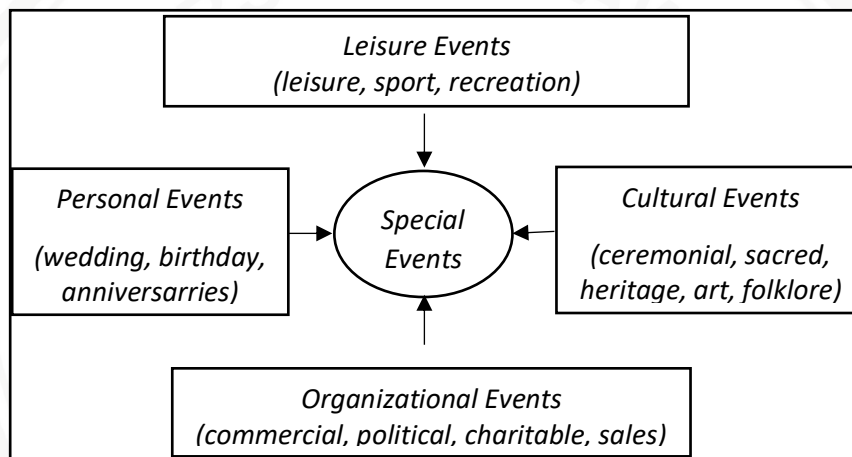 Leisure Events
(leisure, sport, recreation)
Personal Events
(wedding, birthday,
anniversarries)
Special
Events
Cultural Events
(ceremonial, sacred,
heritage, art, folklore)
Organizational Events
(commercial, political, charitable, sales)